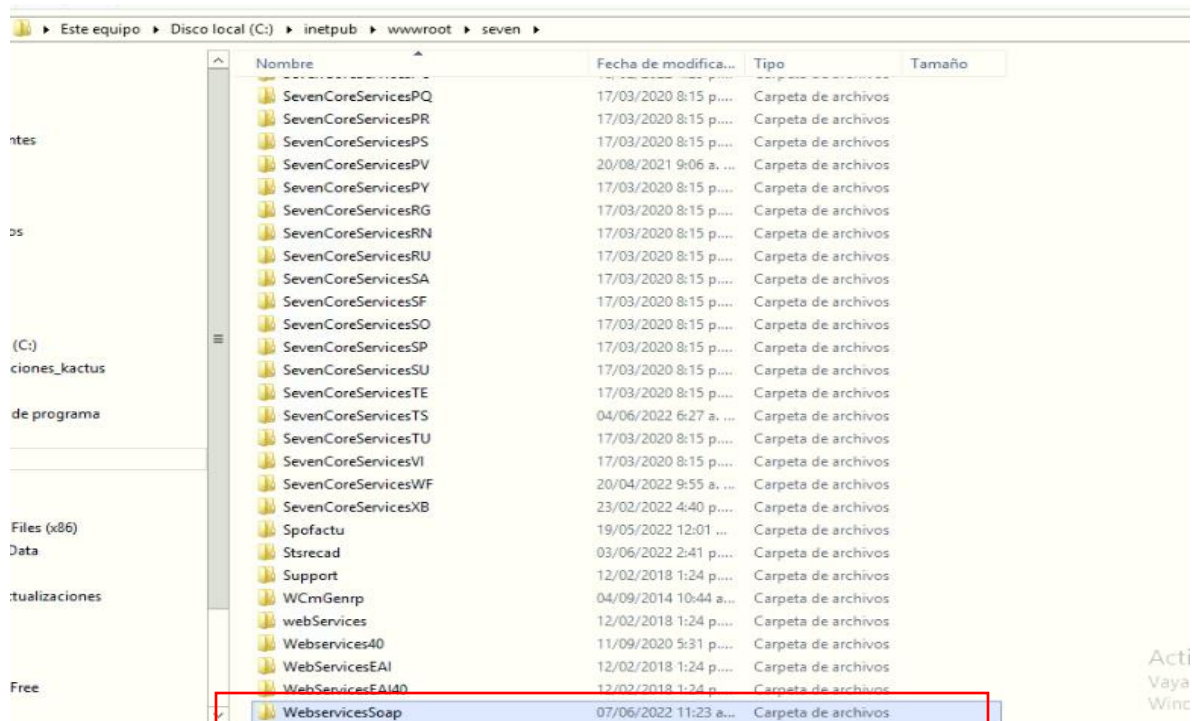 Este equipo Disco local (C:) inetpub wwwroot seven
Nombre Fecha de modifica... Tipo Tamaño
SevenCoreServicesPQ 17/03/2020 8:15 p.... Carpeta de archivos
SevenCoreServicesPR 17/03/2020 8:15 p.... Carpeta de archivos
ntes SevenCoreServicesPS 17/03/2020 8:15 p.... Carpeta de archivos
SevenCoreServicesPV 20/08/2021 9:06 a. ... Carpeta de archivos
SevenCoreServicesPY 17/03/2020 8:15 p.... Carpeta de archivos
SevenCoreServicesRG 17/03/2020 8:15 p.... Carpeta de archivos
os SevenCoreServicesRN 17/03/2020 8:15 p.... Carpeta de archivos
SevenCoreServicesRU 17/03/2020 8:15 p.... Carpeta de archivos
SevenCoreServicesSA 17/03/2020 8:15 p.... Carpeta de archivos
SevenCoreServicesSF 17/03/2020 8:15 p.... Carpeta de archivos
SevenCoreServicesSO 17/03/2020 8:15 p.... Carpeta de archivos
(C:) SevenCoreServicesSP 17/03/2020 8:15 p.... Carpeta de archivos
ciones_kactus SevenCoreServicesSU 17/03/2020 8:15 p.... Carpeta de archivos
SevenCoreServicesTE 17/03/2020 8:15 p.... Carpeta de archivos
de programa SevenCoreServicesTS 04/06/2022 6:27 a. ... Carpeta de archivos
SevenCoreServicesTU 17/03/2020 8:15 p.... Carpeta de archivos
SevenCoreServicesVI 17/03/2020 8:15 p.... Carpeta de archivos
SevenCoreServicesWF 20/04/2022 9:55 a. ... Carpeta de archivos
SevenCoreServicesXB 23/02/2022 4:40 p.... Carpeta de archivos
Files (x86) Spofactu 19/05/2022 12:01 ... Carpeta de archivos
Data Stsrecad 03/06/2022 2:41 p.... Carpeta de archivos
Support 12/02/2018 1:24 p.... Carpeta de archivos
ctualizaciones WCmGenrp 04/09/2014 10:44 a... Carpeta de archivos
webServices 12/02/2018 1:24 p.... Carpeta de archivos
Webservices40 11/09/2020 5:31 p.... Carpeta de archivos
WebServicesEAI 12/02/2018 1:24 p.... Carpeta de archivos Acti
Free WebServicesEAI40 12/02/2018 1:24 p.... Carpeta de archivos Vaya
WebservicesSoap 07/06/2022 11:23 a... Carpeta de archivos Winc